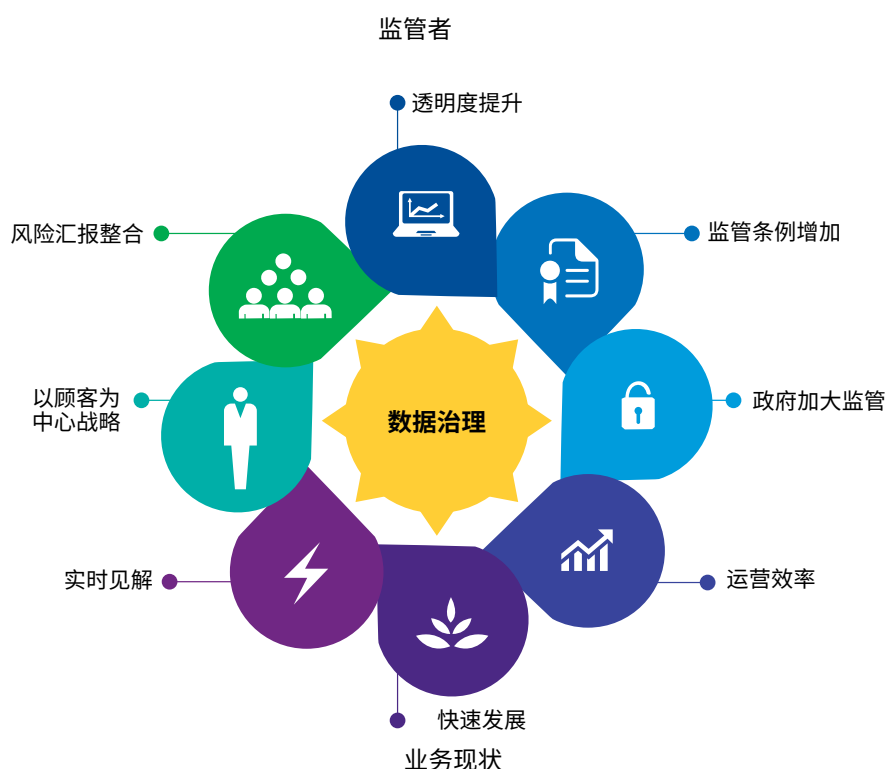 监管者
透明度提升
风险汇报整合
监管条例增加
以顾客为
中心战略
政府加大监管
数据治理
实时见解
运营效率
快速发展
业务现状